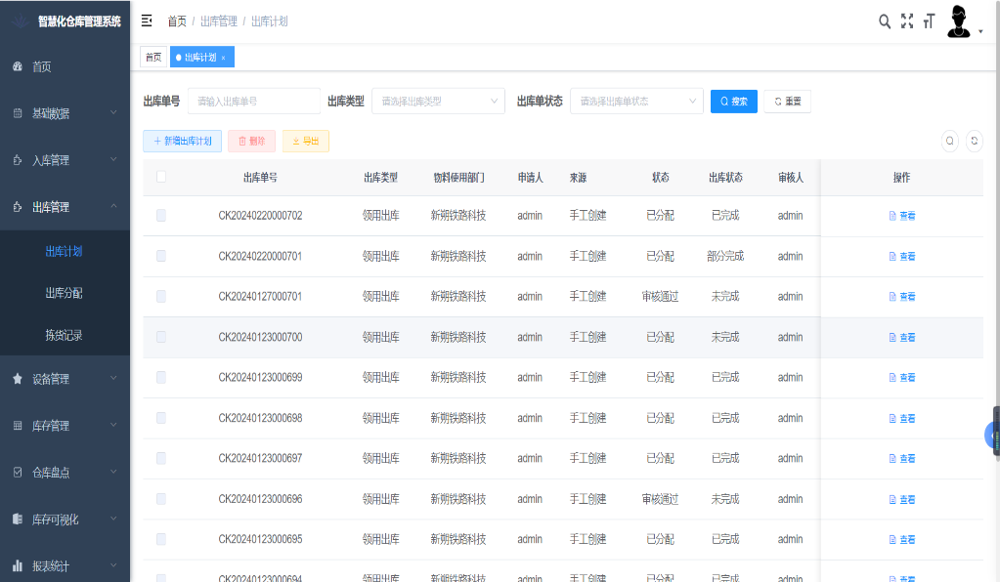 智慧化仓库管理系统
首页 / 出库管理 / 出库计划
首页
出库计划 ×
首页
基础数据
入库管理
出库管理
出库计划
出库分配
拣货记录
设备管理
库存管理
仓库盘点
库存可视化
报表统计
出库单号 请输入出库单号 出库类型 请选择出库类型 出库单状态 请选择出库单状态 搜索 重置
+ 新增出库计划 删除 导出
出库单号 出库类型 物料使用部门 申请人 来源 状态 出库状态 审核人 操作
CK20240220000702 领用出库 新朔铁路科技 admin 手工创建 已分配 已完成 admin 查看
CK20240220000701 领用出库 新朔铁路科技 admin 手工创建 已分配 部分完成 admin 查看
CK20240127000701 领用出库 新朔铁路科技 admin 手工创建 审核通过 未完成 admin 查看
CK20240123000700 领用出库 新朔铁路科技 admin 手工创建 已分配 未完成 admin 查看
CK20240123000699 领用出库 新朔铁路科技 admin 手工创建 已分配 已完成 admin 查看
CK20240123000698 领用出库 新朔铁路科技 admin 手工创建 已分配 已完成 admin 查看
CK20240123000697 领用出库 新朔铁路科技 admin 手工创建 已分配 已完成 admin 查看
CK20240123000696 领用出库 新朔铁路科技 admin 手工创建 审核通过 未完成 admin 查看
CK20240123000695 领用出库 新朔铁路科技 admin 手工创建 已分配 已完成 admin 查看
CK20240123000694 领用出库 新朔铁路科技 admin 手工创建 已分配 已完成 admin 查看